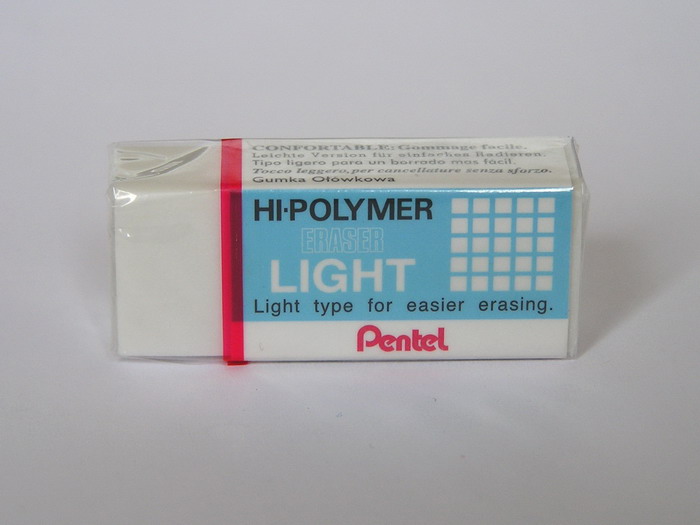 CONFORTABLE: Gommage facile.
Leichte Version für einfaches Radieren.
Tipo ligero para un borrado mas fácil.
Tocco leggero, per cancellature senza sforzo.
Gumka Ołówkowa
HI-POLYMER
ERASER
LIGHT
Light type for easier erasing.
Pentel